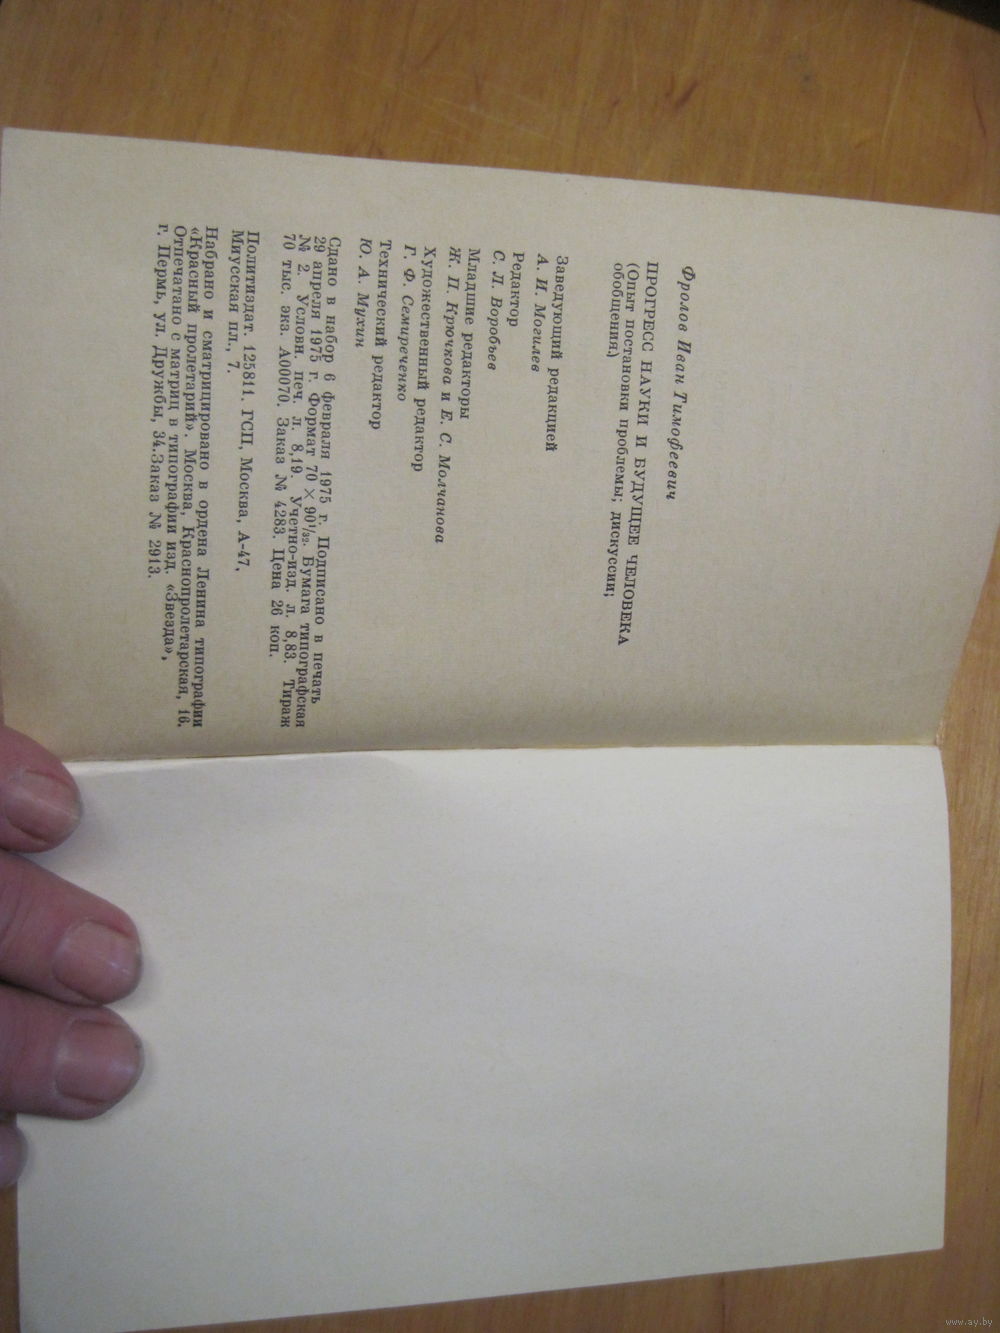 Фролов Иван Тимофеевич
ПРОГРЕСС НАУКИ И БУДУЩЕЕ ЧЕЛОВЕКА
(Опыт постановки проблемы; дискуссии;
обобщения.)
Заведующий редакцией
А. И. Могилев
Редактор
С. Л. Воробьев
Младшие редакторы
Ж. П. Крючкова и Е. С. Молчанова
Художественный редактор
Г. Ф. Семиреченко
Технический редактор
Ю. А. Мухин
Сдано в набор 6 февраля 1975 г. Подписано в печать
29 апреля 1975 г. Формат 70 × 90¹/₃₂. Бумага типографская
№ 2. Условн. печ. л. 8,19. Учетно-изд. л. 8,83. Тираж
70 тыс. экз. А00070. Заказ № 4283. Цена 26 коп.
Политиздат. 125811. ГСП, Москва, А-47,
Миусская пл., 7.
Набрано и сматрицировано в ордена Ленина типографии
«Красный пролетарий». Москва, Краснопролетарская, 16.
Отпечатано с матриц в типографии изд. «Звезда»,
г. Пермь, ул. Дружбы, 34.Заказ № 2913.
www.ay.by